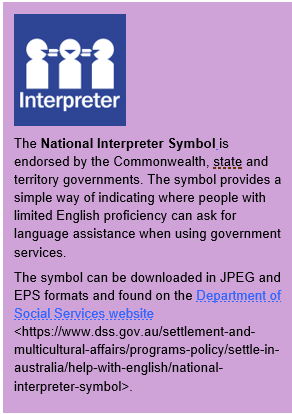 Interpreter
The National Interpreter Symbol is
endorsed by the Commonwealth, state and
territory governments. The symbol provides a
simple way of indicating where people with
limited English proficiency can ask for
language assistance when using government
services.
The symbol can be downloaded in JPEG and
EPS formats and found on the Department of
Social Services website
<https://www.dss.gov.au/settlement-and-
multicultural-affairs/programs-policy/settle-in-
australia/help-with-english/national-
interpreter-symbol>.